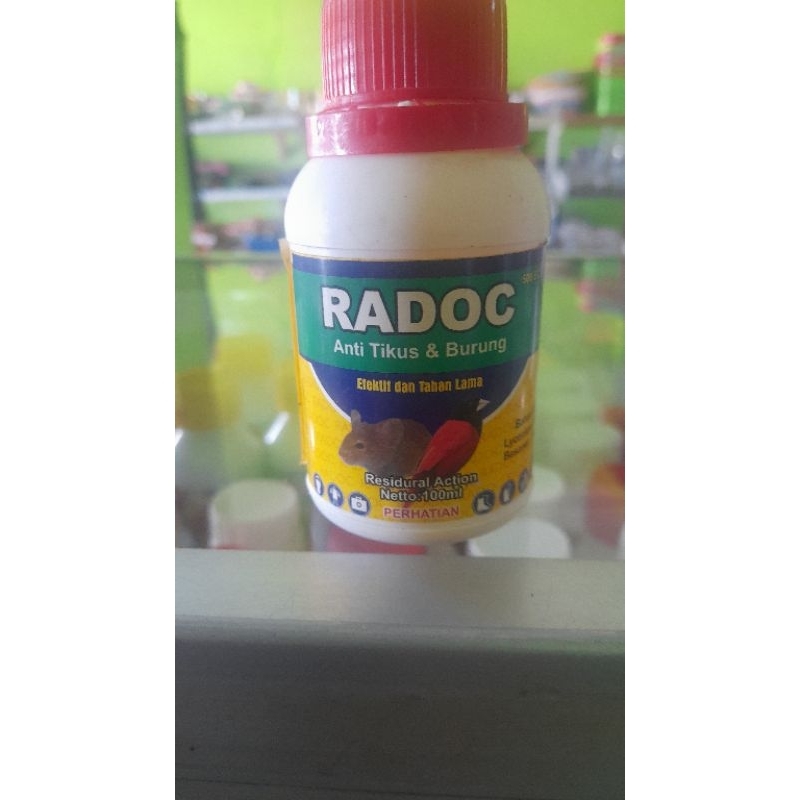 RADOC
Anti Tikus & Burung
Efektif dan Tahan Lama
Residural Action
Netto:100ml
PERHATIAN